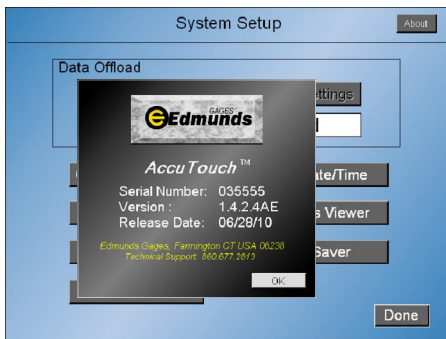 System Setup
About
Data Offload
ettings
GAGES
Edmunds
AccuTouch™
ate/Time
Serial Number: 035555
Version : 1.4.2.4AE
s Viewer
Release Date: 06/28/10
Edmunds Gages, Farmington CT USA 06238
Technical Support: 860.677.2813
Saver
OK
Done